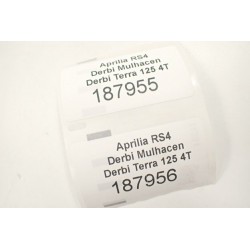 Aprilia RS4
Derbi Mulhacen
Derbi Terra 125 4T
187955
Aprilia RS4
Derbi Mulhacen
Derbi Terra 125 4T
187956